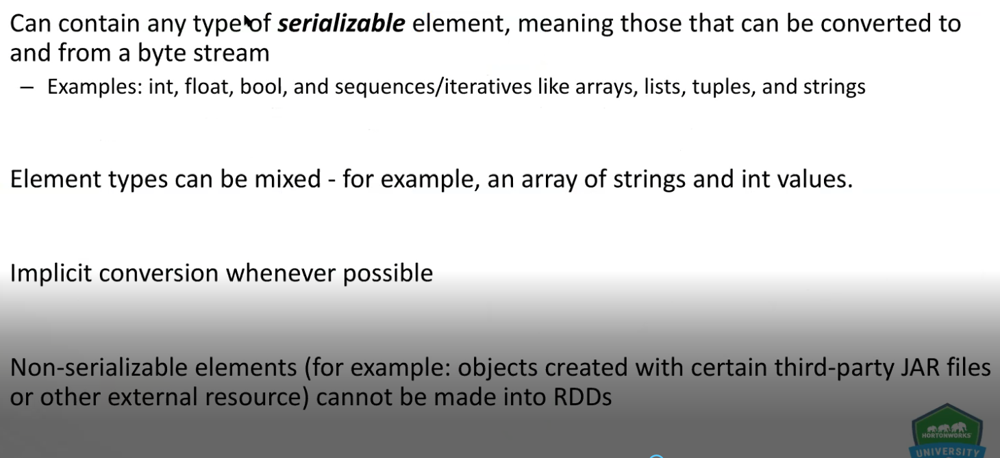 Can contain any type of serializable element, meaning those that can be converted to
and from a byte stream
– Examples: int, float, bool, and sequences/iteratives like arrays, lists, tuples, and strings
Element types can be mixed - for example, an array of strings and int values.
Implicit conversion whenever possible
Non-serializable elements (for example: objects created with certain third-party JAR files
or other external resource) cannot be made into RDDs
HORTONWORKS
UNIVERSITY